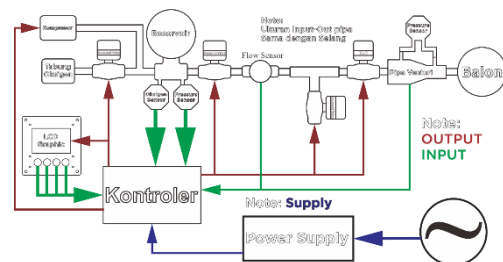 Kompresor
Tabung
Oksigen
Reservoir
Note:
Ukuran Input-Out pipa
Sama dengan Selang
Flow Sensor
Pressure
Sensor
Pipa Venturi
Balon
Oksigen
Sensor
Pressure
Sensor
LCD
Graphic
Kontroler
Note:
OUTPUT
INPUT
Note: Supply
Power Supply